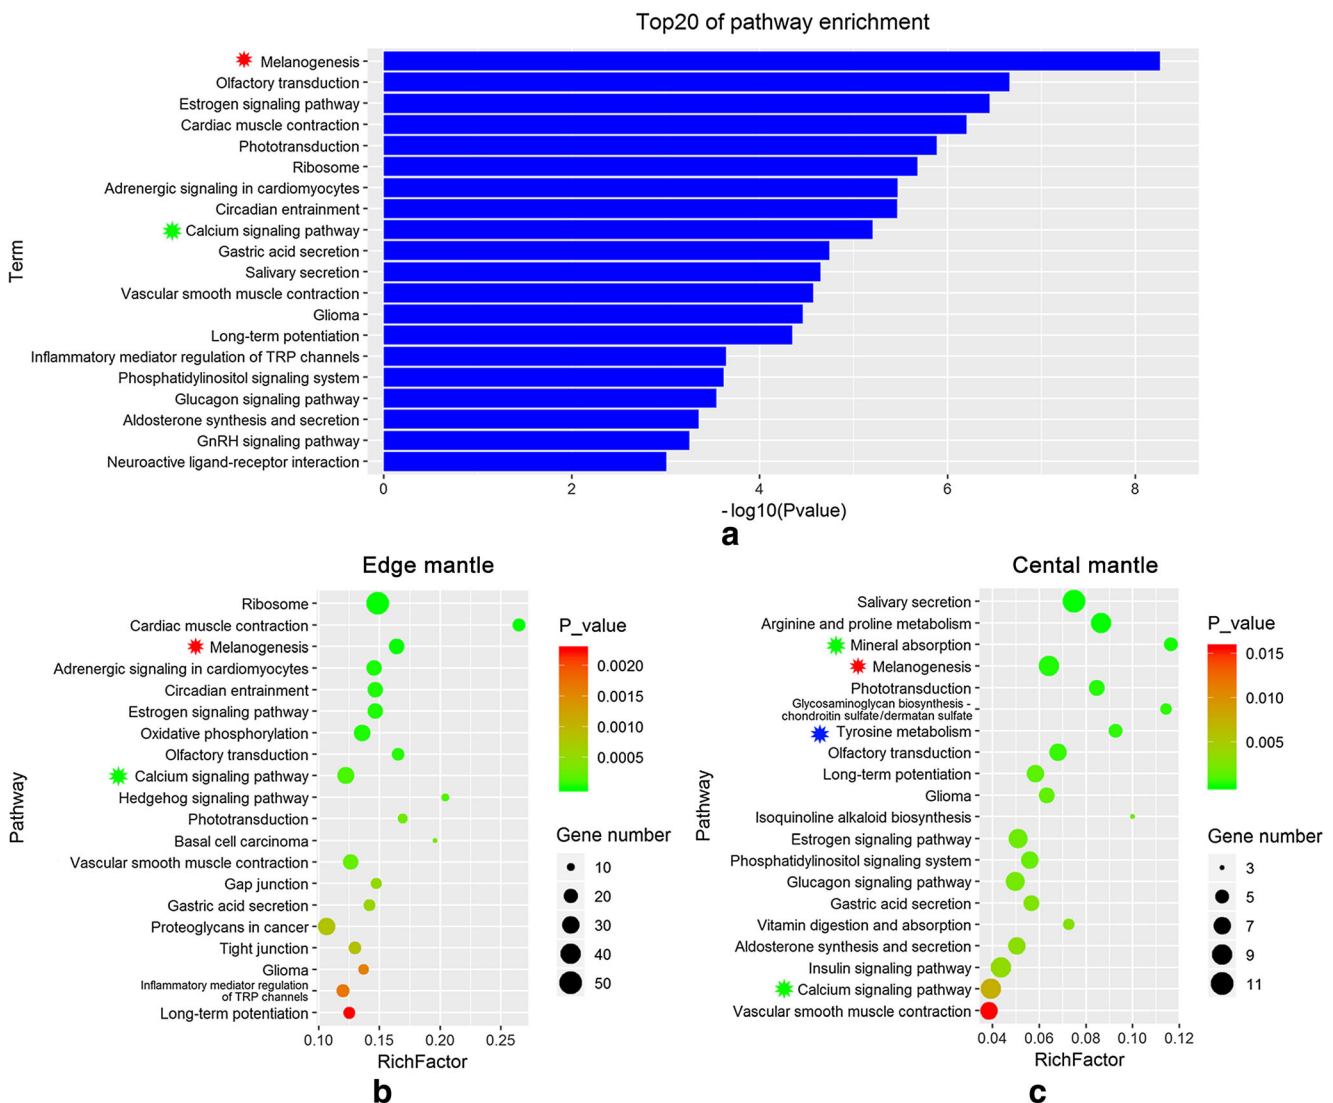 Top20 of pathway enrichment
Term
Melanogenesis
Olfactory transduction
Estrogen signaling pathway
Cardiac muscle contraction
Phototransduction
Ribosome
Adrenergic signaling in cardiomyocytes
Circadian entrainment
Calcium signaling pathway
Gastric acid secretion
Salivary secretion
Vascular smooth muscle contraction
Glioma
Long-term potentiation
Inflammatory mediator regulation of TRP channels
Phosphatidylinositol signaling system
Glucagon signaling pathway
Aldosterone synthesis and secretion
GnRH signaling pathway
Neuroactive ligand-receptor interaction
0 2 4 6 8
-log10(Pvalue)
a
Edge mantle
Pathway
Ribosome
Cardiac muscle contraction
Melanogenesis
Adrenergic signaling in cardiomyocytes
Circadian entrainment
Estrogen signaling pathway
Oxidative phosphorylation
Olfactory transduction
Calcium signaling pathway
Hedgehog signaling pathway
Phototransduction
Basal cell carcinoma
Vascular smooth muscle contraction
Gap junction
Gastric acid secretion
Proteoglycans in cancer
Tight junction
Glioma
Inflammatory mediator regulation
of TRP channels
Long-term potentiation
0.10 0.15 0.20 0.25
RichFactor
P_value
0.0020
0.0015
0.0010
0.0005
Gene number
10
20
30
40
50
b
Cental mantle
Pathway
Salivary secretion
Arginine and proline metabolism
Mineral absorption
Melanogenesis
Phototransduction
Glycosaminoglycan biosynthesis -
chondroitin sulfate/dermatan sulfate
Tyrosine metabolism
Olfactory transduction
Long-term potentiation
Glioma
Isoquinoline alkaloid biosynthesis
Estrogen signaling pathway
Phosphatidylinositol signaling system
Glucagon signaling pathway
Gastric acid secretion
Vitamin digestion and absorption
Aldosterone synthesis and secretion
Insulin signaling pathway
Calcium signaling pathway
Vascular smooth muscle contraction
0.04 0.06 0.08 0.10 0.12
RichFactor
P_value
0.015
0.010
0.005
Gene number
3
5
7
9
11
c